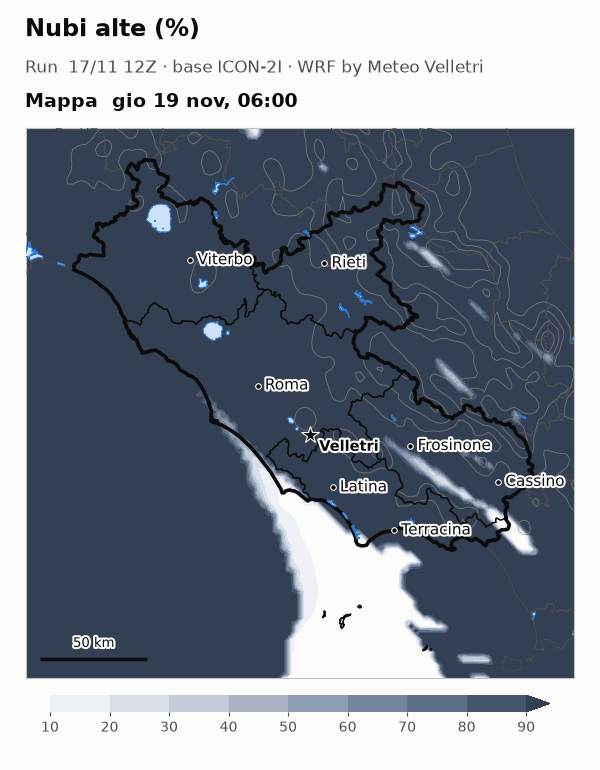 Nubi alte (%)
Run 17/11 12Z · base ICON-2I · WRF by Meteo Velletri
Mappa gio 19 nov, 06:00
Viterbo
Rieti
Roma
Velletri
Frosinone
Cassino
Latina
Terracina
50 km
10 20 30 40 50 60 70 80 90